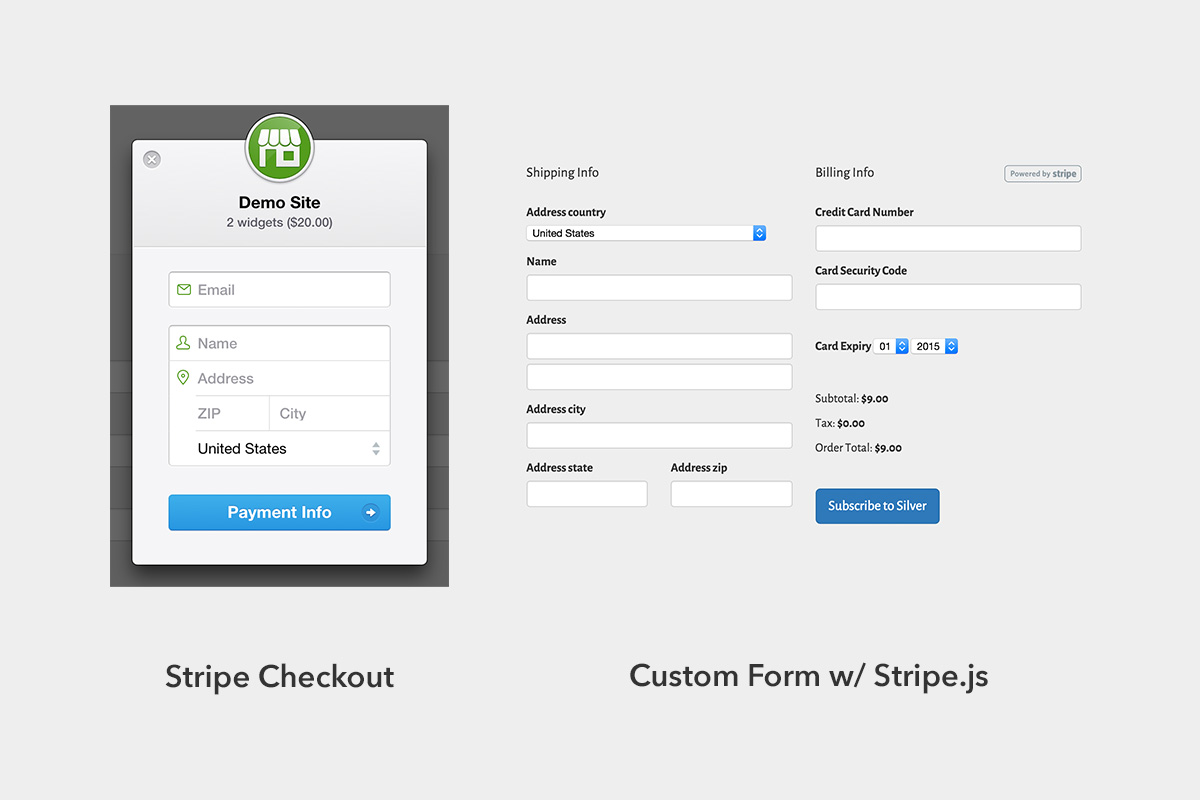 Demo Site
2 widgets ($20.00)
Email
Name
Address
ZIP City
United States
Payment Info
Stripe Checkout
Shipping Info
Address country
United States
Name
Address
Address city
Address state Address zip
Billing Info
Powered by stripe
Credit Card Number
Card Security Code
Card Expiry 01 2015
Subtotal: $9.00
Tax: $0.00
Order Total: $9.00
Subscribe to Silver
Custom Form w/ Stripe.js